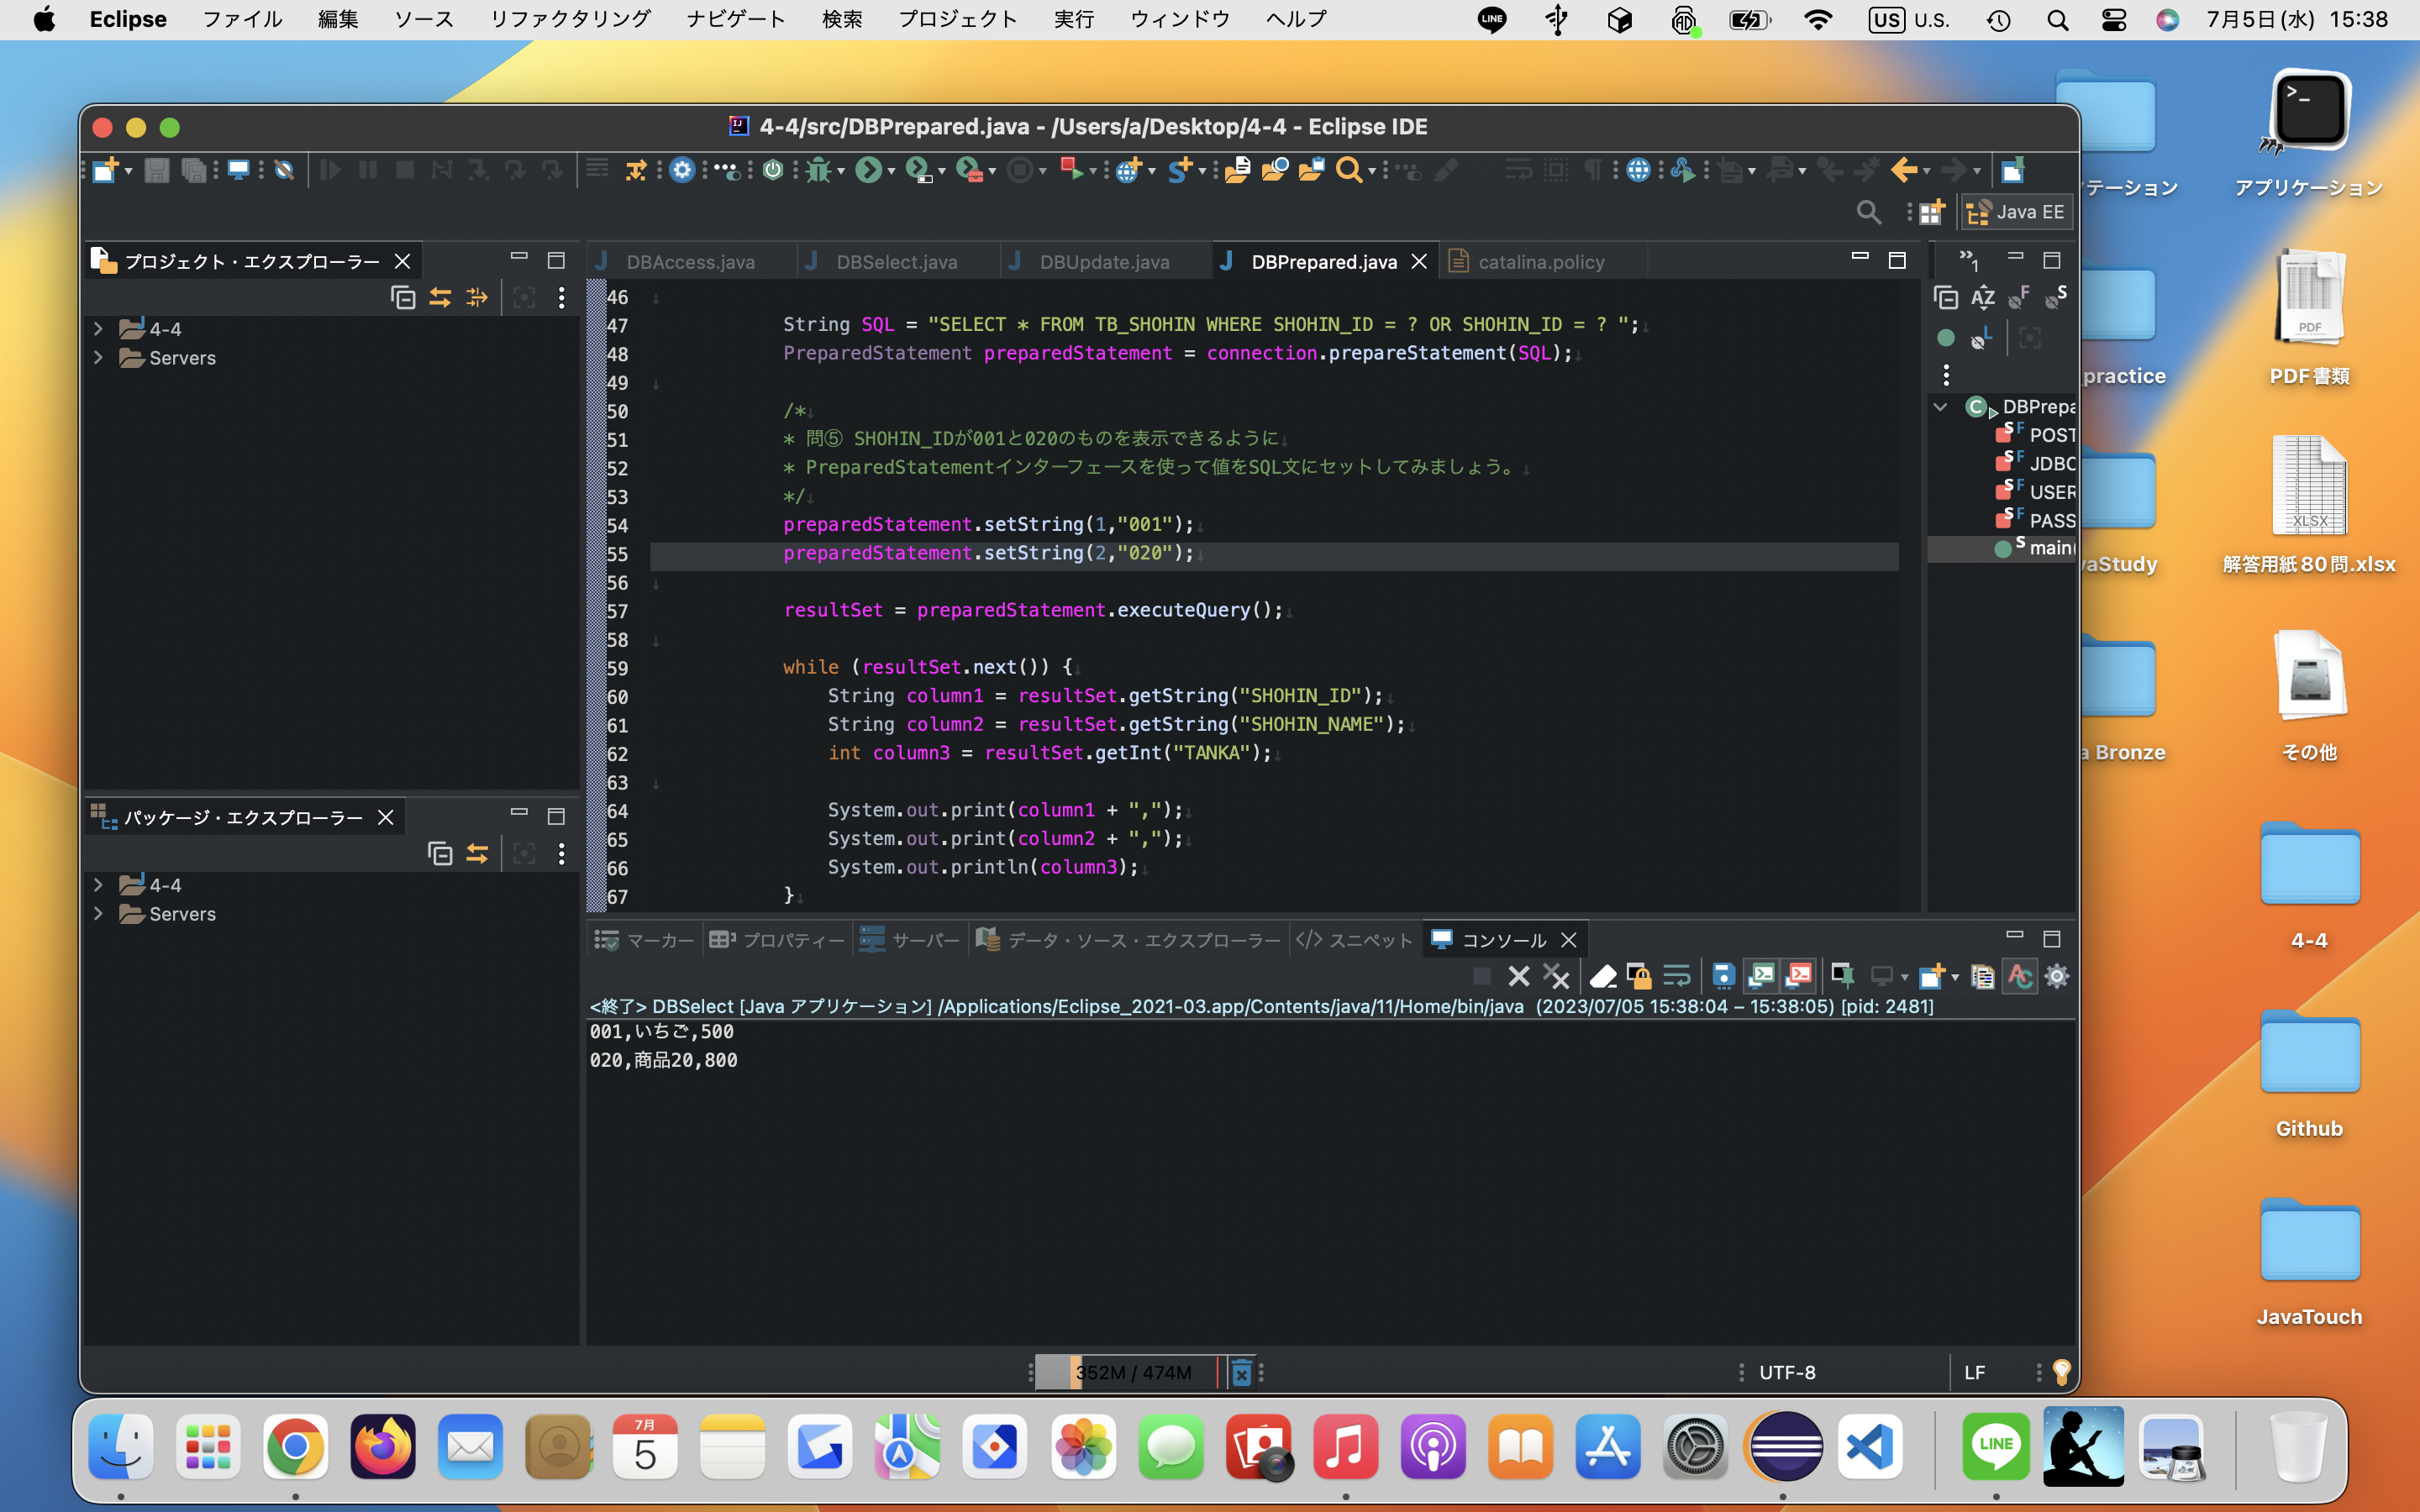 Eclipse ファイル 編集 ソース リファクタリング ナビゲート 検索 プロジェクト 実行 ウィンドウ ヘルプ
LINE US U.S. 7月5日(水) 15:38
4-4/src/DBPrepared.java - /Users/a/Desktop/4-4 - Eclipse IDE
Java EE
プロジェクト・エクスプローラー
4-4
Servers
パッケージ・エクスプローラー
4-4
Servers
DBAccess.java DBSelect.java DBUpdate.java DBPrepared.java catalina.policy
46
47 String SQL = "SELECT * FROM TB_SHOHIN WHERE SHOHIN_ID = ? OR SHOHIN_ID = ? ";
48 PreparedStatement preparedStatement = connection.prepareStatement(SQL);
49
50 /*
51 * 問⑤ SHOHIN_IDが001と020のものを表示できるように
52 * PreparedStatementインターフェースを使って値をSQL文にセットしてみましょう。
53 */
54 preparedStatement.setString(1,"001");
55 preparedStatement.setString(2,"020");
56
57 resultSet = preparedStatement.executeQuery();
58
59 while (resultSet.next()) {
60 String column1 = resultSet.getString("SHOHIN_ID");
61 String column2 = resultSet.getString("SHOHIN_NAME");
62 int column3 = resultSet.getInt("TANKA");
63
64 System.out.print(column1 + ",");
65 System.out.print(column2 + ",");
66 System.out.println(column3);
67 }
DBPrepa
POST
JDBC
USER
PASS
main(
マーカー プロパティー サーバー データ・ソース・エクスプローラー スニペット コンソール
<終了> DBSelect [Java アプリケーション] /Applications/Eclipse_2021-03.app/Contents/java/11/Home/bin/java (2023/07/05 15:38:04 – 15:38:05) [pid: 2481]
001,いちご,500
020,商品20,800
352M / 474M
UTF-8
LF
テーション
アプリケーション
practice
PDF
PDF書類
vaStudy
XLSX
解答用紙80問.xlsx
a Bronze
その他
4-4
Github
JavaTouch
7月
5
LINE